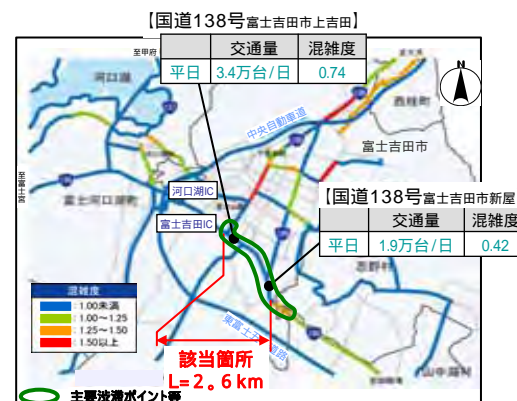 【国道138号富士吉田市上吉田】
交通量 混雑度
平日 3.4万台/日 0.74
至甲府
河口湖
西桂町
N
中央自動車道
富士吉田市
至富士宮
河口湖IC
富士河口湖町
富士吉田IC
【国道138号富士吉田市新屋】
交通量 混雑度
平日 1.9万台/日 0.42
忍野村
混雑度
:1.00未満
:1.00～1.25
:1.25～1.50
:1.50以上
該当箇所
L=2。6km
山中湖村
主要渋滞ポイント等